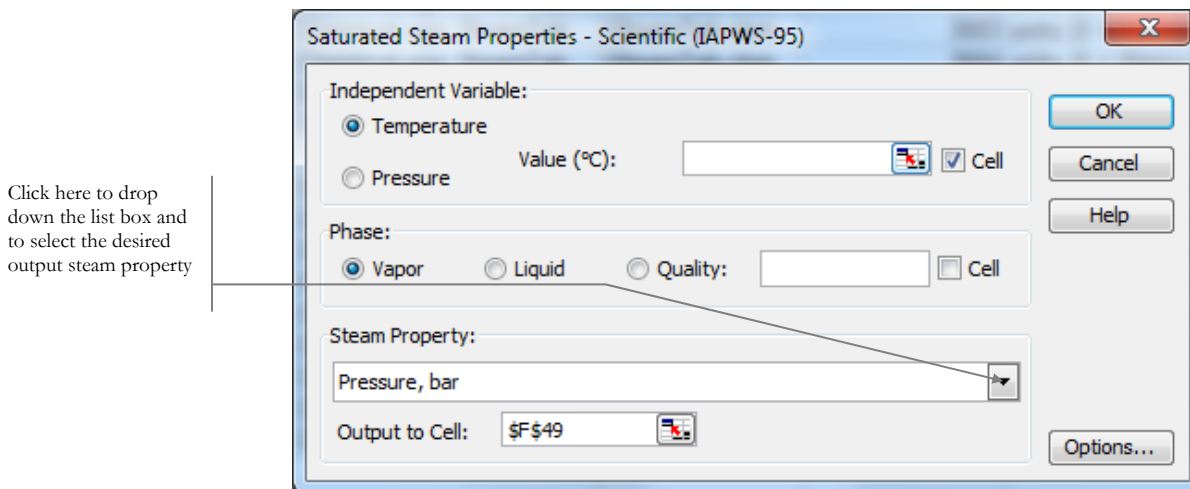 Saturated Steam Properties - Scientific (IAPWS-95)
Independent Variable:
Temperature
Pressure
Value (°C):
Cell
OK
Cancel
Help
Click here to drop
down the list box and
to select the desired
output steam property
Phase:
Vapor
Liquid
Quality:
Cell
Steam Property:
Pressure, bar
Output to Cell:
$F$49
Options...